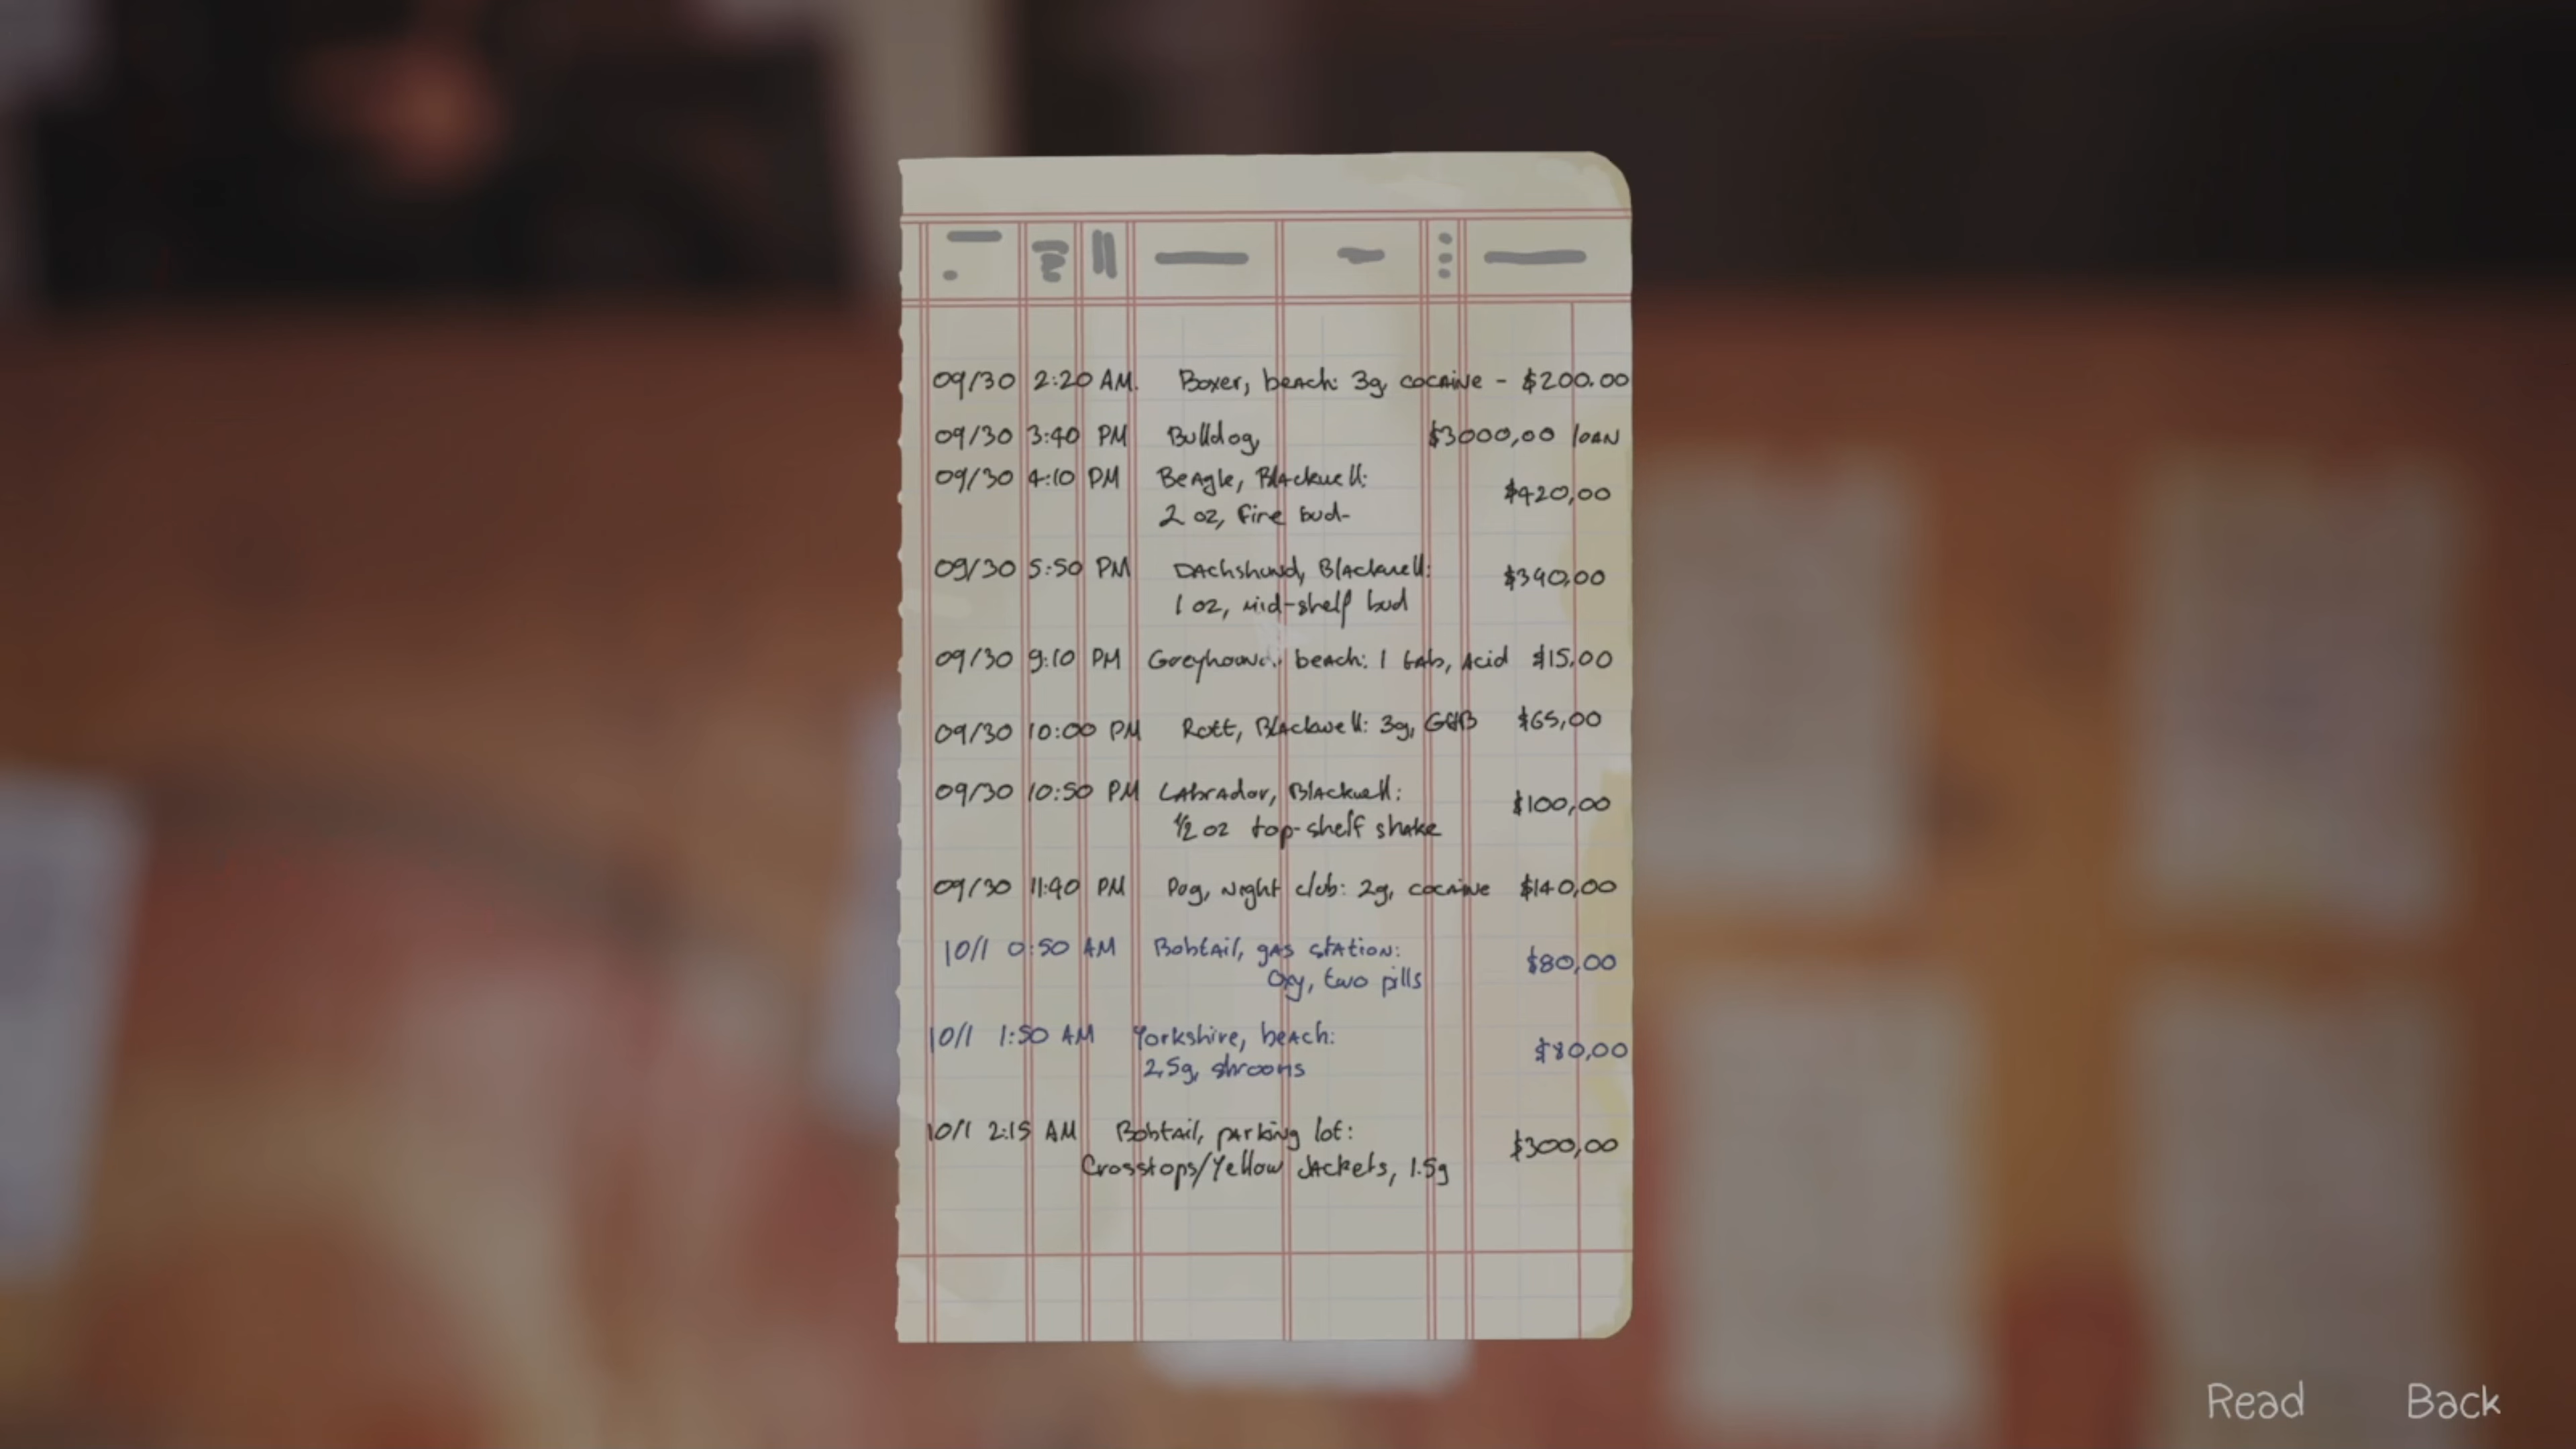 09/30 2:20 AM. Boxer, beach: 3g, cocaine - $200.00
09/30 3:40 PM Bulldog, $3000,00 loan
09/30 4:10 PM Beagle, Blackwell: $420,00
2 oz, fire bud-
09/30 5:50 PM Dachshund, Blackwell: $390,00
1 oz, mid-shelf bud
09/30 9:10 PM Greyhound, beach: 1 tab, acid $15,00
09/30 10:00 PM Rott, Blackwell: 3g, GHB $65,00
09/30 10:50 PM Labrador, Blackwell: $100,00
1/2 oz top-shelf shake
09/30 11:40 PM Pug, night club: 2g, cocaine $140,00
10/1 0:50 AM Bobtail, gas station: $80,00
Oxy, two pills
10/1 1:50 AM Yorkshire, beach: $80,00
2,5g, shrooms
10/1 2:15 AM Bobtail, parking lot: $300,00
Crosstops/Yellow Jackets, 1.5g
Read Back